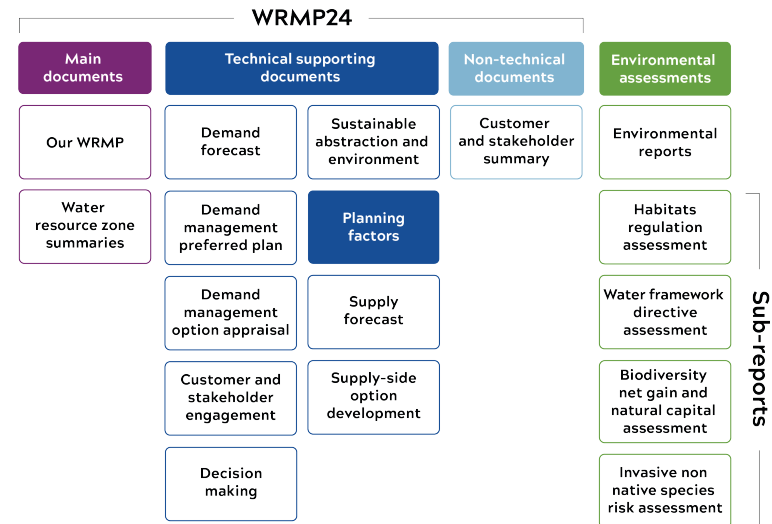 WRMP24
Main
documents
Technical supporting
documents
Non-technical
documents
Environmental
assessments
Our WRMP
Demand
forecast
Sustainable
abstraction and
environment
Customer
and stakeholder
summary
Environmental
reports
Water
resource zone
summaries
Demand
management
preferred plan
Planning
factors
Habitats
regulation
assessment
Demand
management
option appraisal
Supply
forecast
Water framework
directive
assessment
Customer and
stakeholder
engagement
Supply-side
option
development
Biodiversity
net gain and
natural capital
assessment
Decision
making
Invasive non
native species
risk assessment
Sub-reports